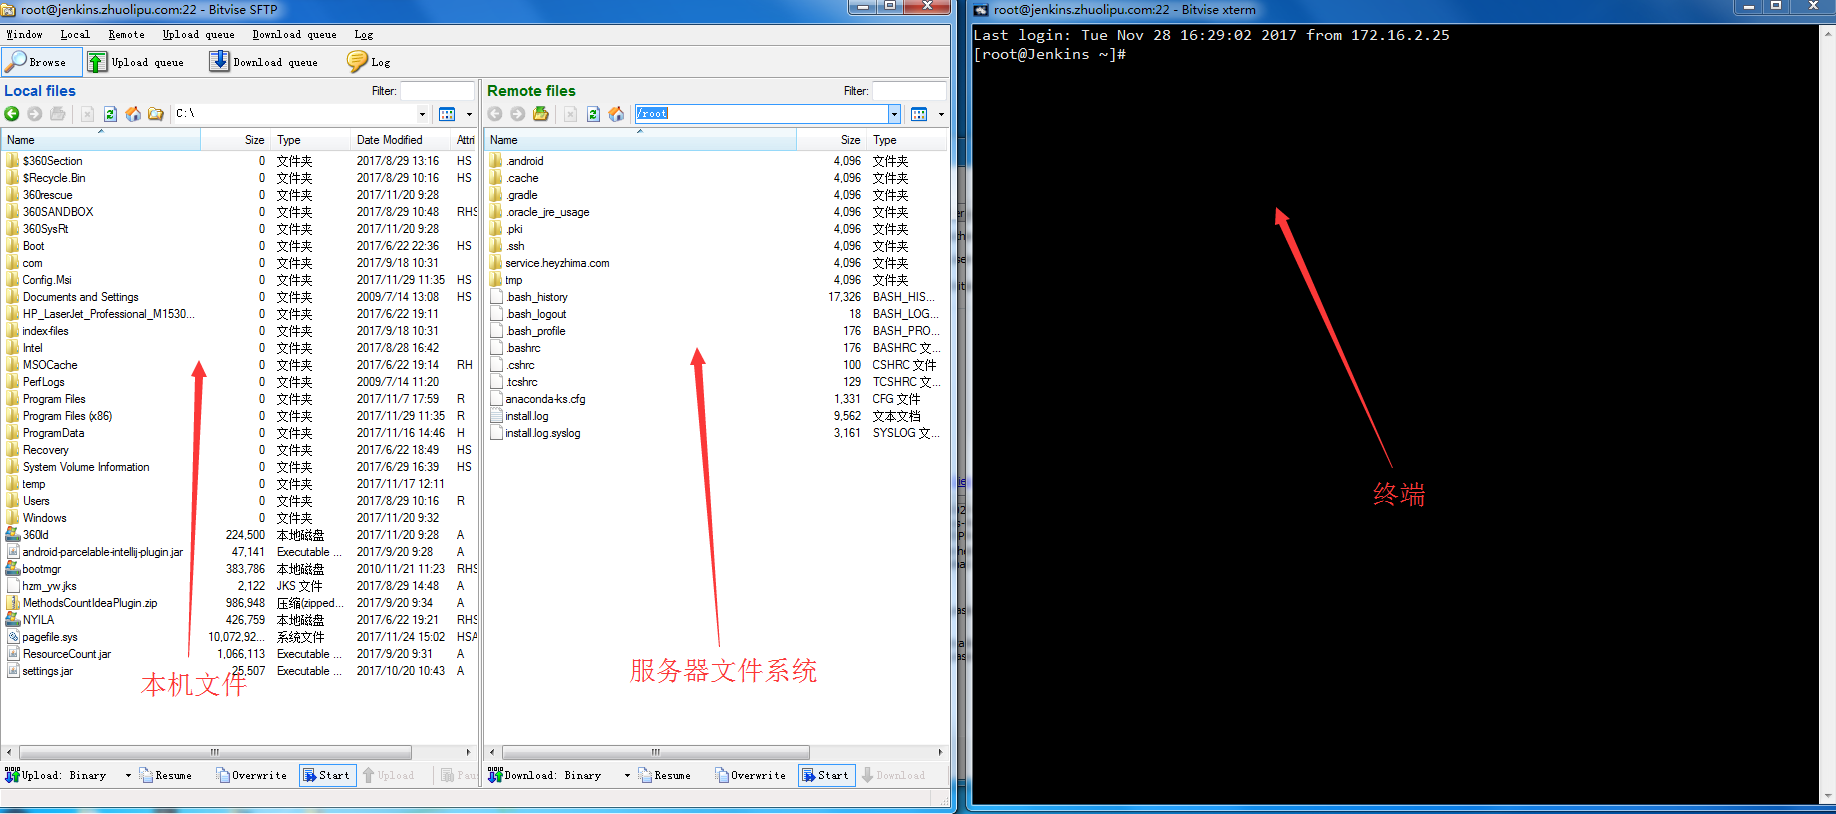 root@jenkins.zhuolipu.com:22 - Bitvise SFTP
Window Local Remote Upload queue Download queue Log
Browse Upload queue Download queue Log
Local files Filter:
C:\
Name Size Type Date Modified Attri
$360Section 0 文件夹 2017/8/29 13:16 HS
$Recycle.Bin 0 文件夹 2017/8/29 10:16 HS
360rescue 0 文件夹 2017/11/20 9:28
360SANDBOX 0 文件夹 2017/8/29 10:48 RHS
360SysRt 0 文件夹 2017/11/20 9:28
Boot 0 文件夹 2017/6/22 22:36 HS
com 0 文件夹 2017/9/18 10:31
Config.Msi 0 文件夹 2017/11/29 11:35 HS
Documents and Settings 0 文件夹 2009/7/14 13:08 HS
HP_LaserJet_Professional_M1530... 0 文件夹 2017/6/22 19:11
index-files 0 文件夹 2017/9/18 10:31
Intel 0 文件夹 2017/8/28 16:42
MSOCache 0 文件夹 2017/6/22 19:14 RH
PerfLogs 0 文件夹 2009/7/14 11:20
Program Files 0 文件夹 2017/11/7 17:59 R
Program Files (x86) 0 文件夹 2017/11/29 11:35 R
ProgramData 0 文件夹 2017/11/16 14:46 H
Recovery 0 文件夹 2017/6/22 18:49 HS
System Volume Information 0 文件夹 2017/6/29 16:39 HS
temp 0 文件夹 2017/11/17 12:11
Users 0 文件夹 2017/8/29 10:16 R
Windows 0 文件夹 2017/11/20 9:32
360ld 224,500 本地磁盘 2017/11/20 9:28 A
android-parcelable-intellij-plugin.jar 47,141 Executable ... 2017/9/20 9:28 A
bootmgr 383,786 本地磁盘 2010/11/21 11:23 RHS
hzm_yw.jks 2,122 JKS 文件 2017/8/29 14:48 A
MethodsCountIdeaPlugin.zip 986,948 压缩(zipped... 2017/9/20 9:34 A
NYILA 426,759 本地磁盘 2017/6/22 19:21 RHS
pagefile.sys 10,072,92... 系统文件 2017/11/24 15:02 HSA
ResourceCount.jar 1,066,113 Executable ... 2017/9/20 9:31 A
settings.jar 25,507 Executable ... 2017/10/20 10:43 A
本机文件
Upload: Binary Resume Overwrite Start Upload Pau
Remote files Filter:
/root
Name Size Type
.android 4,096 文件夹
.cache 4,096 文件夹
.gradle 4,096 文件夹
.oracle_jre_usage 4,096 文件夹
.pki 4,096 文件夹
.ssh 4,096 文件夹
service.heyzhima.com 4,096 文件夹
tmp 4,096 文件夹
.bash_history 17,326 BASH_HIS...
.bash_logout 18 BASH_LOG...
.bash_profile 176 BASH_PRO...
.bashrc 176 BASHRC 文...
.cshrc 100 CSHRC 文件
.tcshrc 129 TCSHRC 文...
anaconda-ks.cfg 1,331 CFG 文件
install.log 9,562 文本文档
install.log.syslog 3,161 SYSLOG 文...
服务器文件系统
Download: Binary Resume Overwrite Start Download
root@jenkins.zhuolipu.com:22 - Bitvise xterm
Last login: Tue Nov 28 16:29:02 2017 from 172.16.2.25
[root@Jenkins ~]#
终端